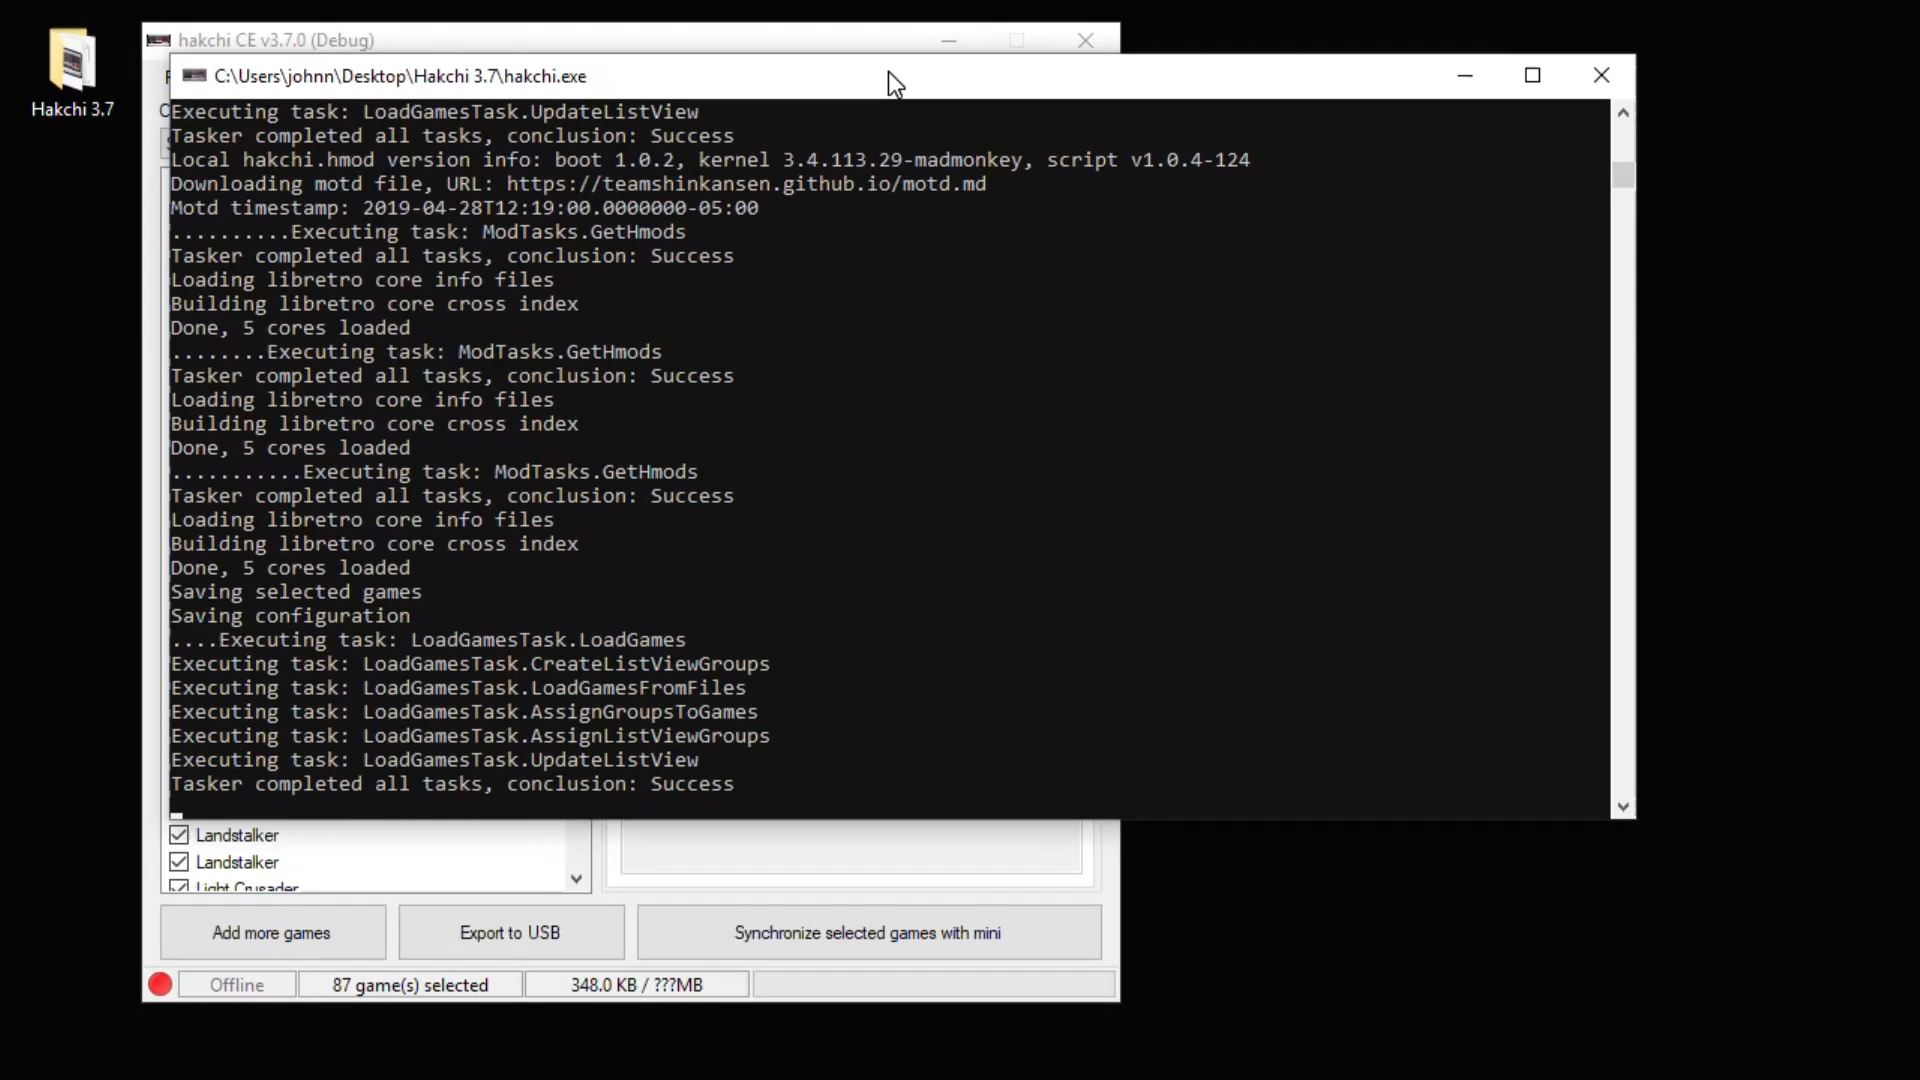 Hakchi 3.7
hakchi CE v3.7.0 (Debug)
C:\Users\johnn\Desktop\Hakchi 3.7\hakchi.exe
Executing task: LoadGamesTask.UpdateListView
Tasker completed all tasks, conclusion: Success
Local hakchi.hmod version info: boot 1.0.2, kernel 3.4.113.29-madmonkey, script v1.0.4-124
Downloading motd file, URL: https://teamshinkansen.github.io/motd.md
Motd timestamp: 2019-04-28T12:19:00.0000000-05:00
..........Executing task: ModTasks.GetHmods
Tasker completed all tasks, conclusion: Success
Loading libretro core info files
Building libretro core cross index
Done, 5 cores loaded
........Executing task: ModTasks.GetHmods
Tasker completed all tasks, conclusion: Success
Loading libretro core info files
Building libretro core cross index
Done, 5 cores loaded
...........Executing task: ModTasks.GetHmods
Tasker completed all tasks, conclusion: Success
Loading libretro core info files
Building libretro core cross index
Done, 5 cores loaded
Saving selected games
Saving configuration
....Executing task: LoadGamesTask.LoadGames
Executing task: LoadGamesTask.CreateListViewGroups
Executing task: LoadGamesTask.LoadGamesFromFiles
Executing task: LoadGamesTask.AssignGroupsToGames
Executing task: LoadGamesTask.AssignListViewGroups
Executing task: LoadGamesTask.UpdateListView
Tasker completed all tasks, conclusion: Success
Landstalker
Landstalker
Light Crusader
Add more games
Export to USB
Synchronize selected games with mini
Offline
87 game(s) selected
348.0 KB / ???MB